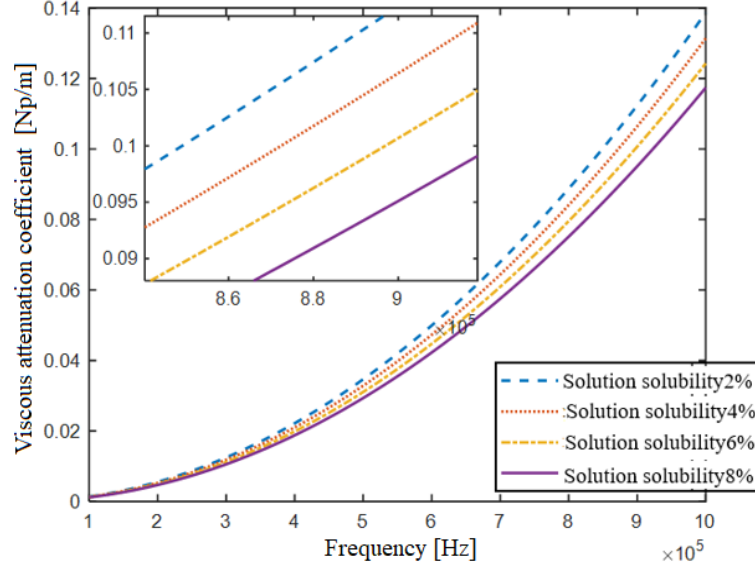 0.14
0.12
0.1
0.08
0.06
0.04
0.02
0
Viscous attenuation coefficient [Np/m]
0.11
0.105
0.1
0.095
0.09
8.6 8.8 9
×10⁵
Solution solubility2%
Solution solubility4%
Solution solubility6%
Solution solubility8%
1 2 3 4 5 6 7 8 9 10
Frequency [Hz]
×10⁵